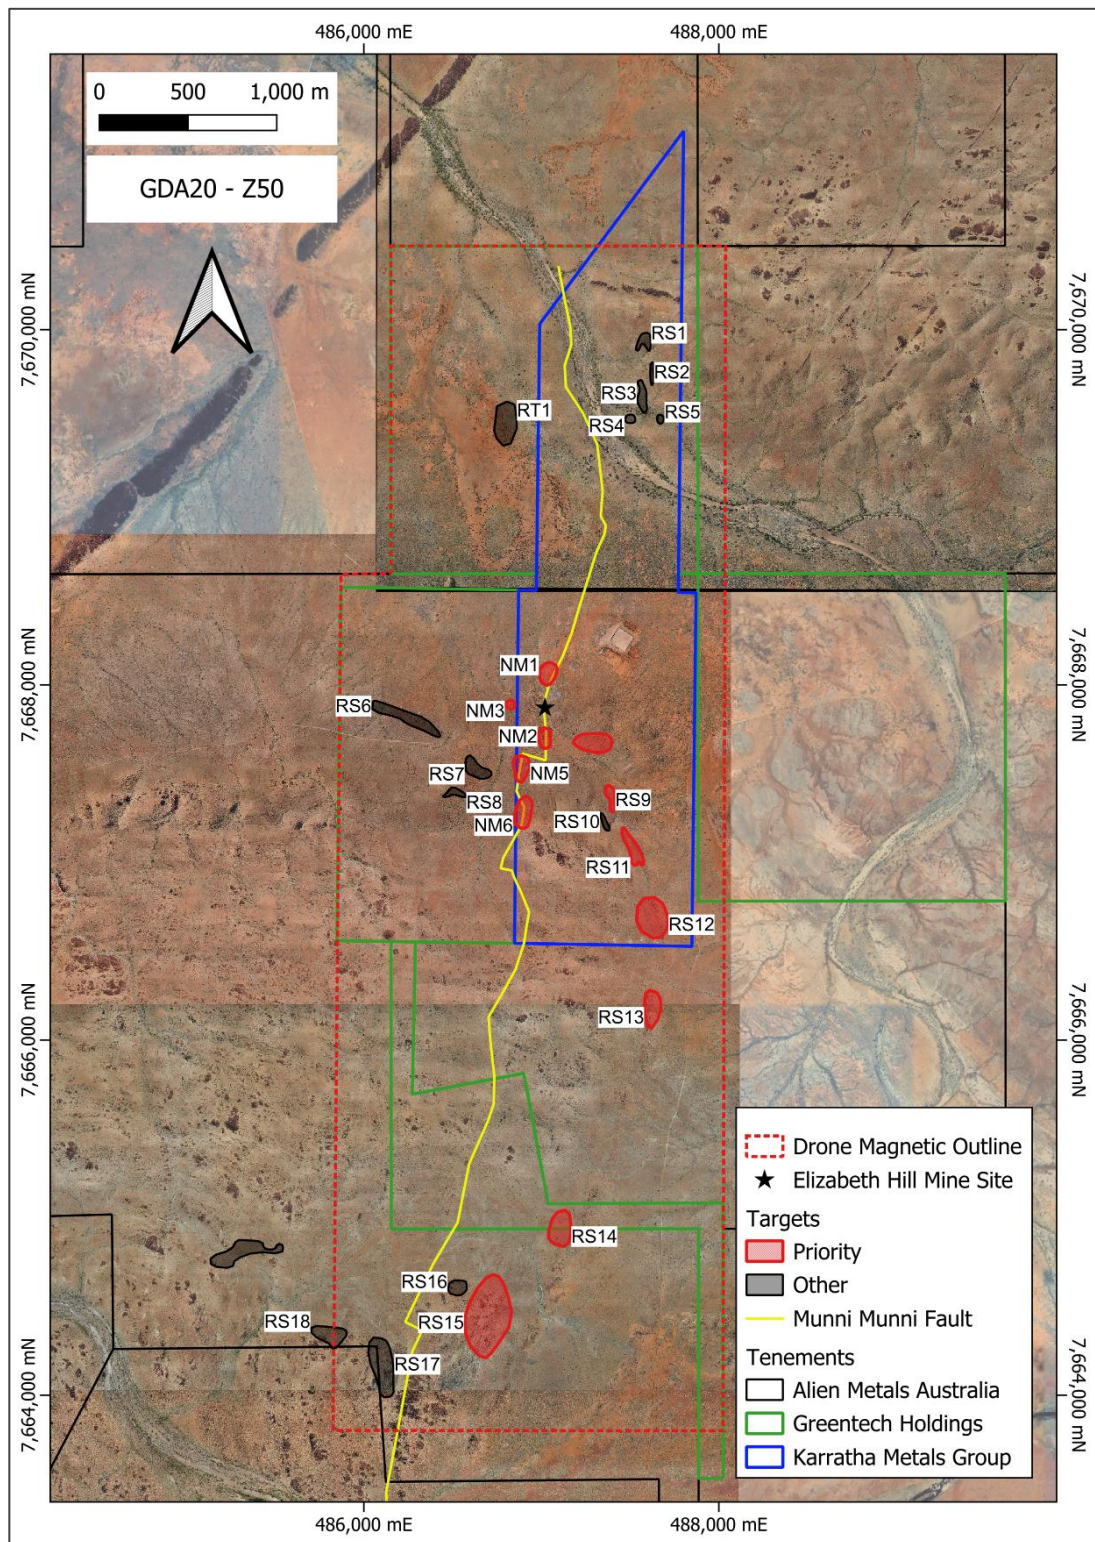 486,000 mE
488,000 mE
0
500
1,000 m
GDA20 - Z50
7,670,000 mN
7,670,000 mN
RS1
RS2
RS3
RT1
RS4
RS5
7,668,000 mN
7,668,000 mN
NM1
NM3
RS6
NM2
RS7
NM5
RS8
RS9
NM6
RS10
RS11
RS12
RS13
7,666,000 mN
7,666,000 mN
RS14
RS16
RS15
RS18
RS17
7,664,000 mN
7,664,000 mN
Drone Magnetic Outline
Elizabeth Hill Mine Site
Targets
Priority
Other
Munni Munni Fault
Tenements
Alien Metals Australia
Greentech Holdings
Karratha Metals Group
486,000 mE
488,000 mE